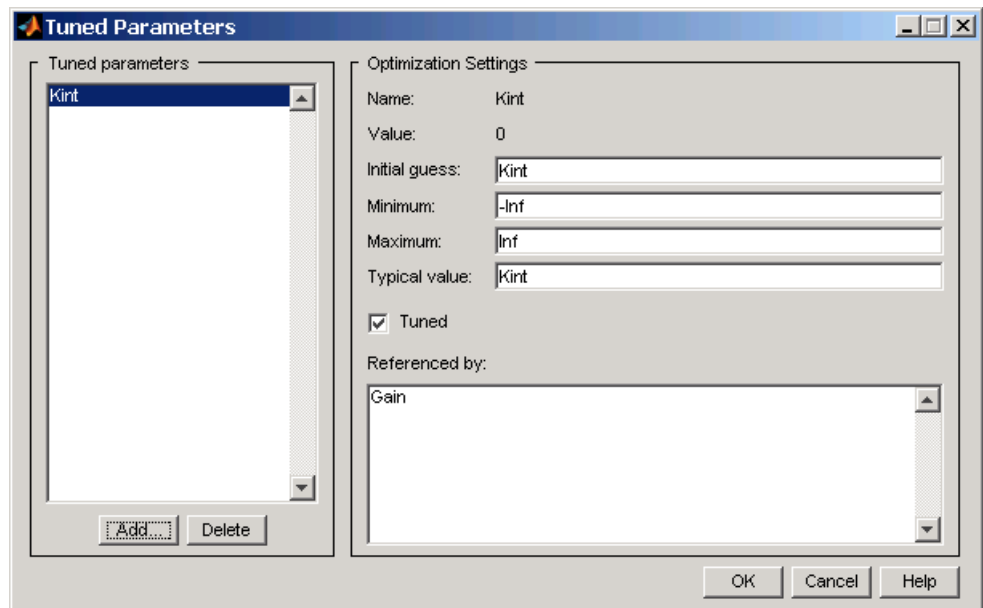 Tuned Parameters
Tuned parameters
Kint
Add...
Delete
Optimization Settings
Name: Kint
Value: 0
Initial guess: Kint
Minimum: -Inf
Maximum: Inf
Typical value: Kint
Tuned
Referenced by:
Gain
OK Cancel Help